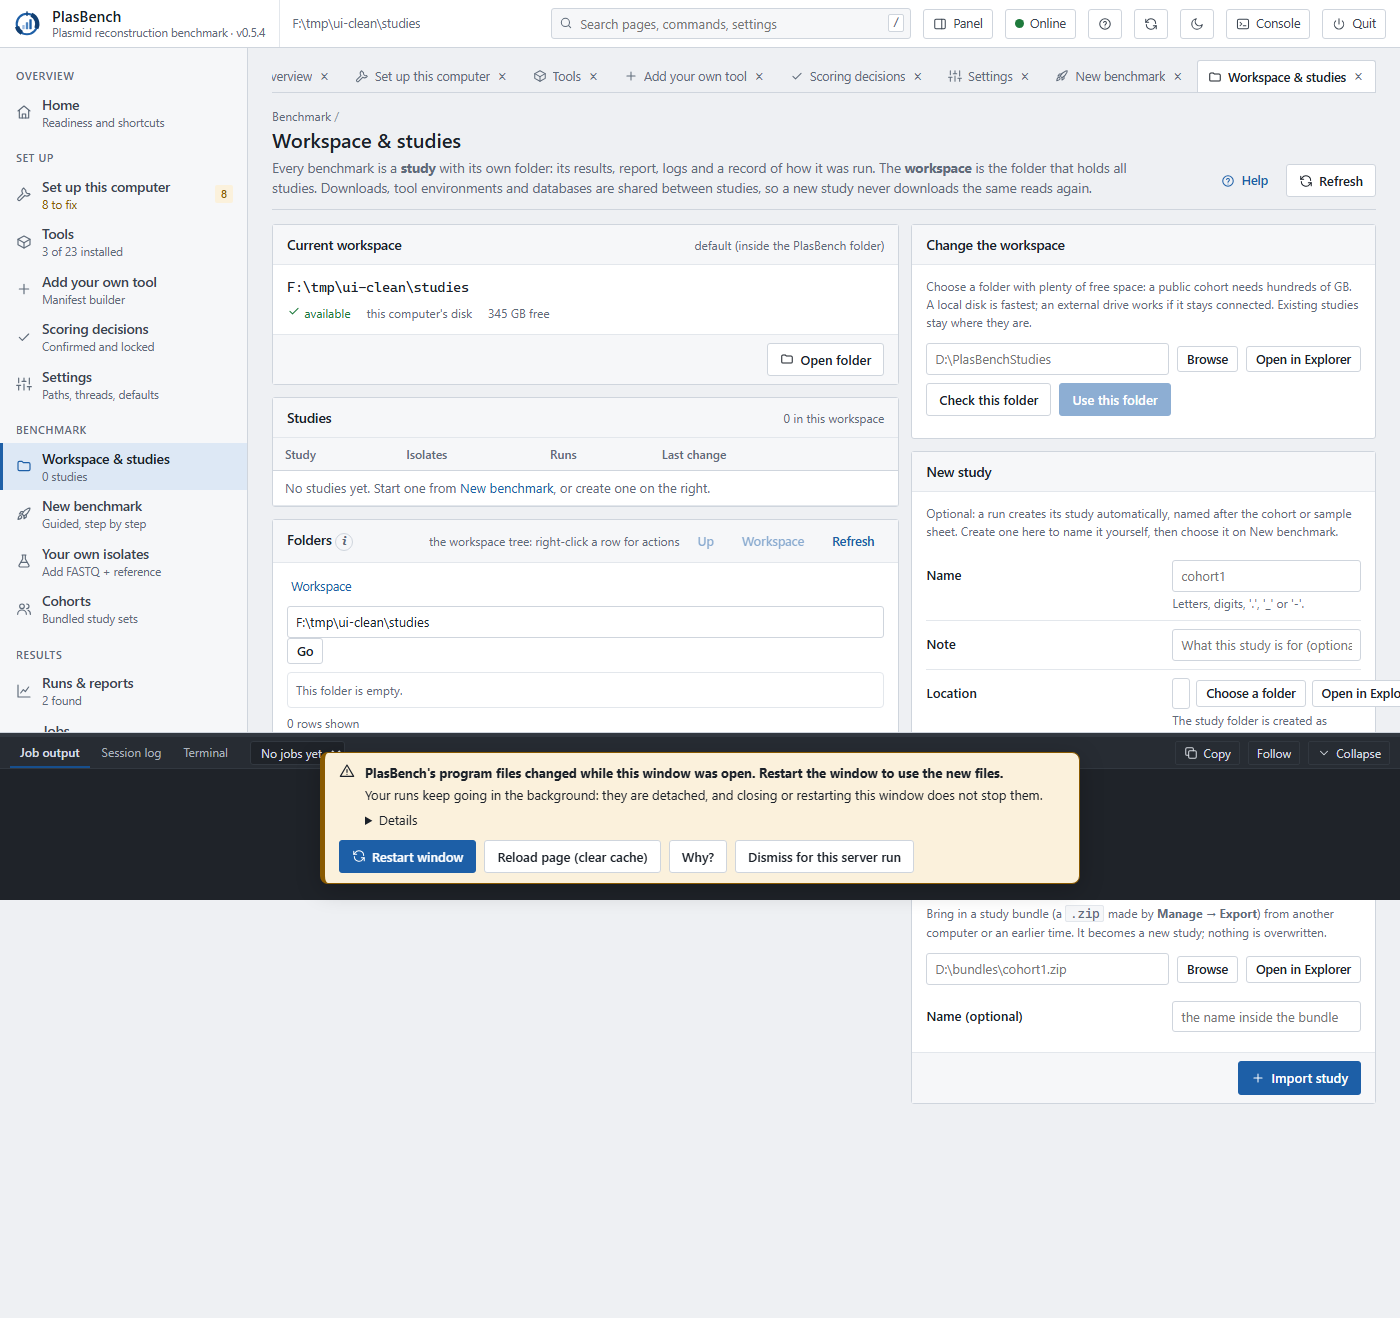 PlasBench
Plasmid reconstruction benchmark · v0.5.4
F:\tmp\ui-clean\studies
Search pages, commands, settings
/
Panel
Online
Console
Quit
OVERVIEW
Home
Readiness and shortcuts
SET UP
Set up this computer
8 to fix
8
Tools
3 of 23 installed
Add your own tool
Manifest builder
Scoring decisions
Confirmed and locked
Settings
Paths, threads, defaults
BENCHMARK
Workspace & studies
0 studies
New benchmark
Guided, step by step
Your own isolates
Add FASTQ + reference
Cohorts
Bundled study sets
RESULTS
Runs & reports
2 found
Jobs
verview × Set up this computer × Tools × Add your own tool × Scoring decisions × Settings × New benchmark × Workspace & studies ×
Benchmark /
Workspace & studies
Every benchmark is a study with its own folder: its results, report, logs and a record of how it was run. The workspace is the folder that holds all
studies. Downloads, tool environments and databases are shared between studies, so a new study never downloads the same reads again.
Help
Refresh
Current workspace
default (inside the PlasBench folder)
F:\tmp\ui-clean\studies
available this computer's disk 345 GB free
Open folder
Studies
0 in this workspace
Study Isolates Runs Last change
No studies yet. Start one from New benchmark, or create one on the right.
Folders i
the workspace tree: right-click a row for actions
Up
Workspace
Refresh
Workspace
F:\tmp\ui-clean\studies
Go
This folder is empty.
0 rows shown
Change the workspace
Choose a folder with plenty of free space: a public cohort needs hundreds of GB.
A local disk is fastest; an external drive works if it stays connected. Existing studies
stay where they are.
D:\PlasBenchStudies
Browse
Open in Explorer
Check this folder
Use this folder
New study
Optional: a run creates its study automatically, named after the cohort or sample
sheet. Create one here to name it yourself, then choose it on New benchmark.
Name
cohort1
Letters, digits, '.', '_' or '-'.
Note
What this study is for (optiona
Location
Choose a folder
Open in Explo
The study folder is created as
Job output
Session log
Terminal
No jobs yet
Copy
Follow
Collapse
PlasBench's program files changed while this window was open. Restart the window to use the new files.
Your runs keep going in the background: they are detached, and closing or restarting this window does not stop them.
Details
Restart window
Reload page (clear cache)
Why?
Dismiss for this server run
Bring in a study bundle (a .zip made by Manage → Export) from another
computer or an earlier time. It becomes a new study; nothing is overwritten.
D:\bundles\cohort1.zip
Browse
Open in Explorer
Name (optional)
the name inside the bundle
Import study